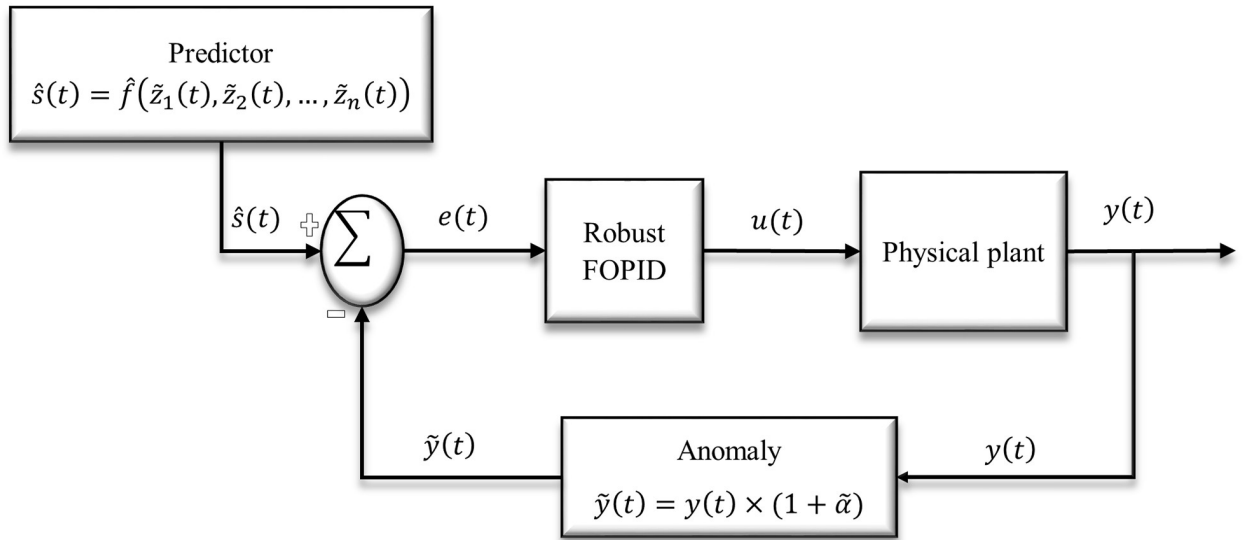 Predictor
ŝ(t) = f̂(z̃₁(t), z̃₂(t), … , z̃ₙ(t))
ŝ(t)
+
∑
−
e(t)
Robust
FOPID
u(t)
Physical plant
y(t)
ỹ(t)
Anomaly
ỹ(t) = y(t) × (1 + α̃)
y(t)